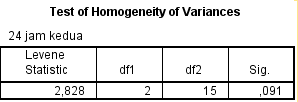 Test of Homogeneity of Variances
24 jam kedua
Levene Statistic df1 df2 Sig.
2,828 2 15 ,091